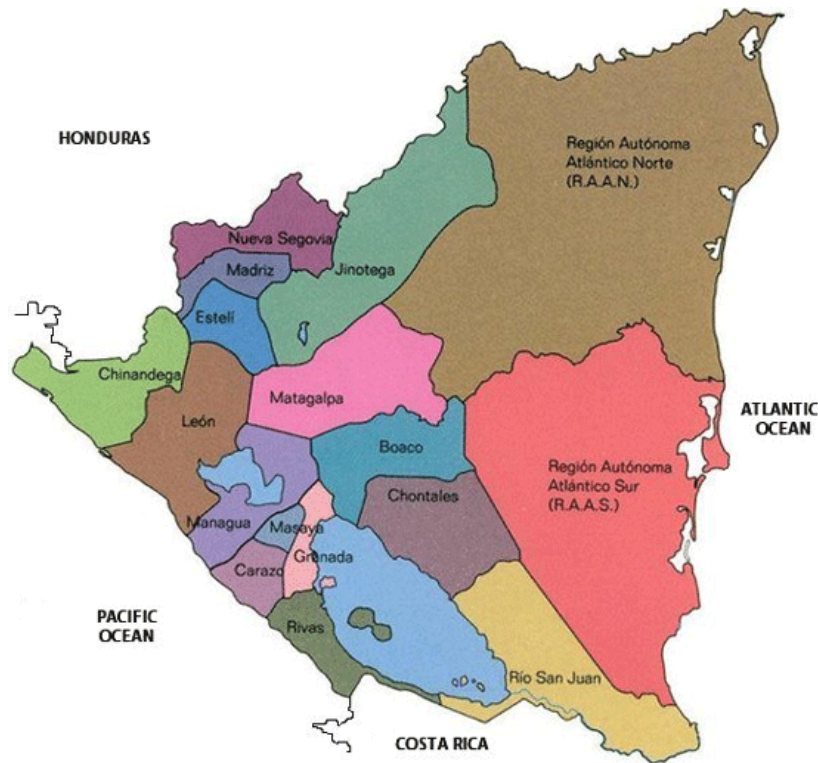 HONDURAS
Región Autónoma
Atlántico Norte
(R.A.A.N.)
Nueva Segovia
Madriz
Jinotega
Estelí
Chinandega
Matagalpa
León
ATLANTIC
OCEAN
Boaco
Región Autónoma
Atlántico Sur
(R.A.A.S.)
Chontales
Managua
Masaya
Grenada
Carazo
PACIFIC
OCEAN
Rivas
Río San Juan
COSTA RICA